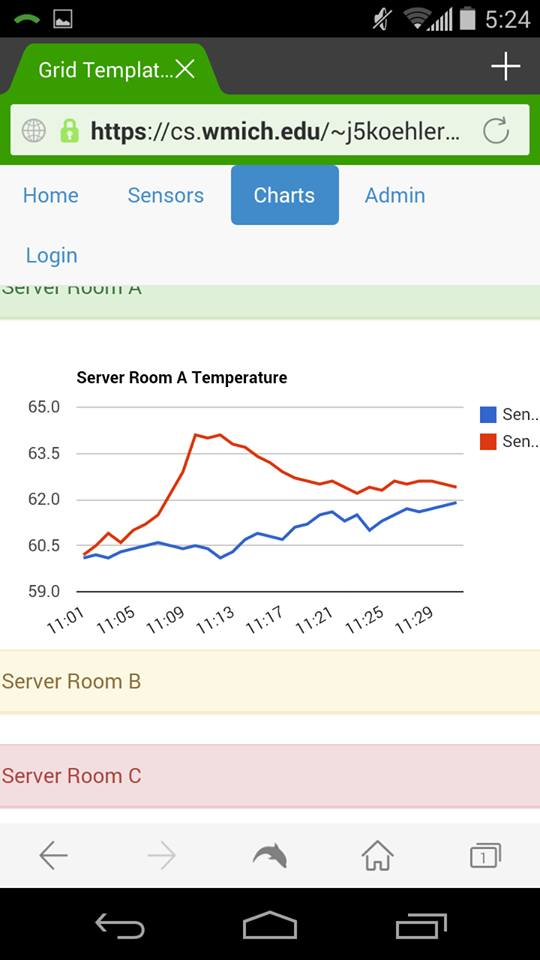 5:24
Grid Templat...
https://cs.wmich.edu/~j5koehler...
Home Sensors Charts Admin
Login
Server Room A
Server Room A Temperature
65.0
63.5
62.0
60.5
59.0
Sen..
Sen..
11:01 11:05 11:09 11:13 11:17 11:21 11:25 11:29
Server Room B
Server Room C
1